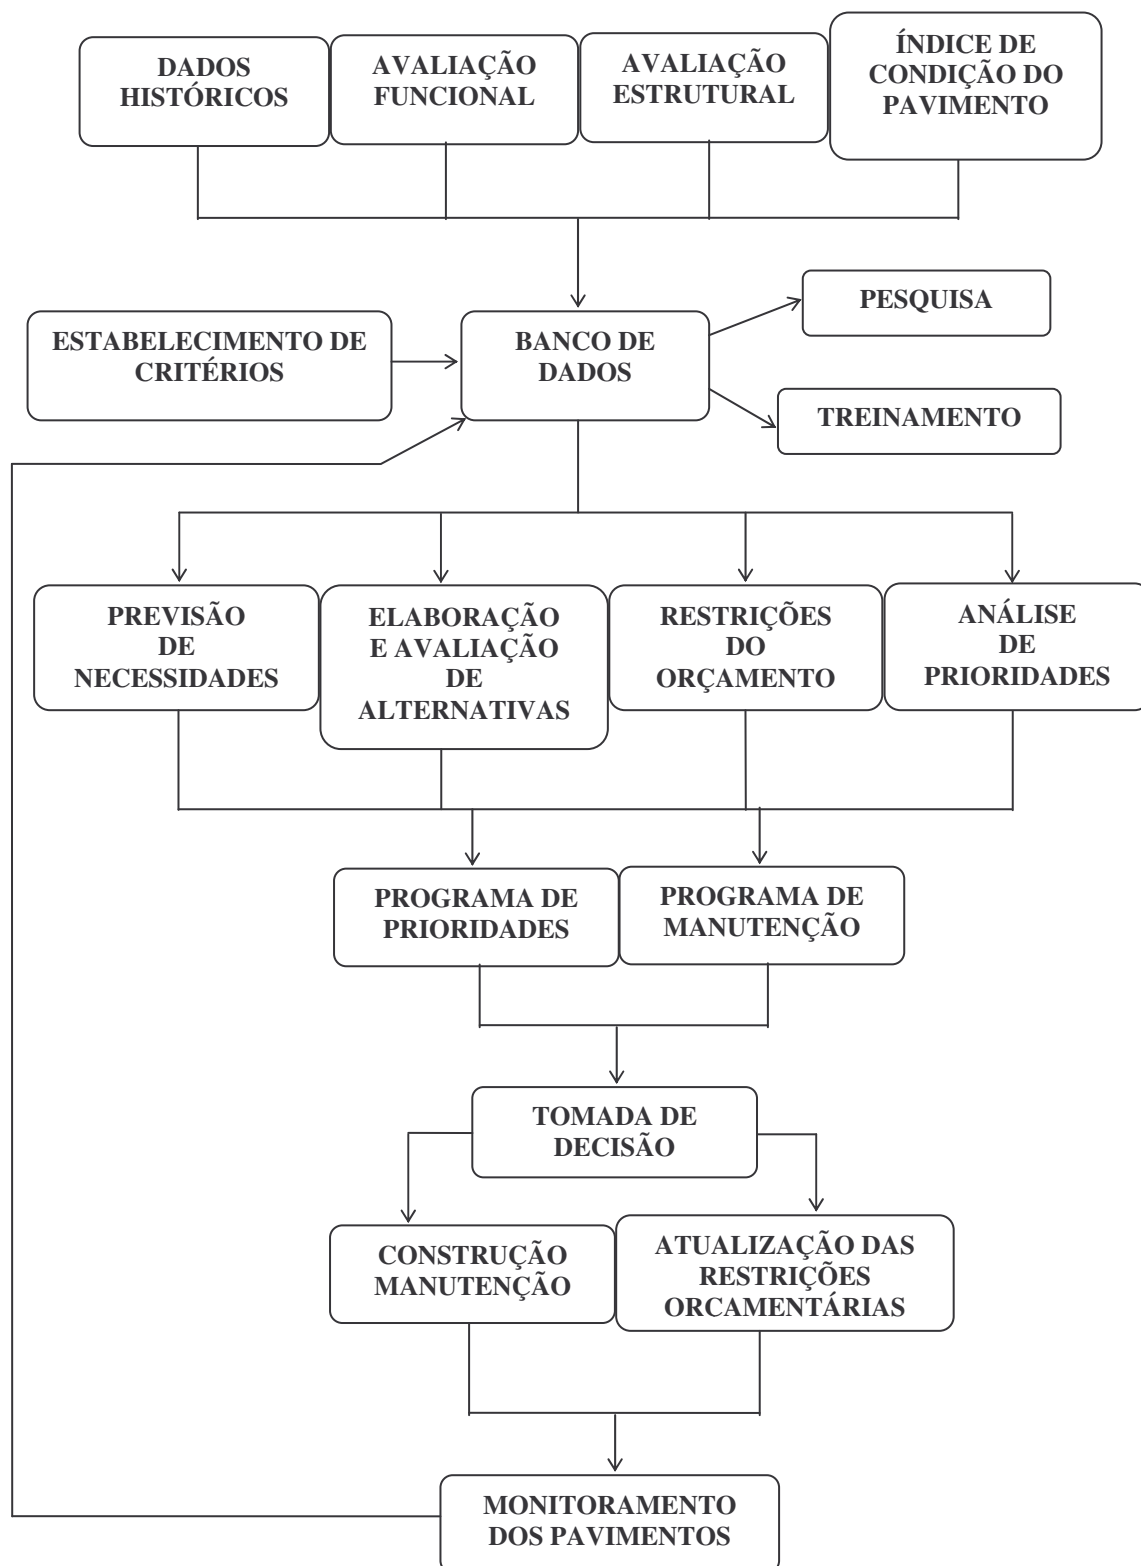 DADOS
HISTÓRICOS
AVALIAÇÃO
FUNCIONAL
AVALIAÇÃO
ESTRUTURAL
ÍNDICE DE
CONDIÇÃO DO
PAVIMENTO
ESTABELECIMENTO DE
CRITÉRIOS
BANCO DE
DADOS
PESQUISA
TREINAMENTO
PREVISÃO
DE
NECESSIDADES
ELABORAÇÃO
E AVALIAÇÃO
DE
ALTERNATIVAS
RESTRIÇÕES
DO
ORÇAMENTO
ANÁLISE
DE
PRIORIDADES
PROGRAMA DE
PRIORIDADES
PROGRAMA DE
MANUTENÇÃO
TOMADA DE
DECISÃO
CONSTRUÇÃO
MANUTENÇÃO
ATUALIZAÇÃO DAS
RESTRIÇÕES
ORCAMENTÁRIAS
MONITORAMENTO
DOS PAVIMENTOS